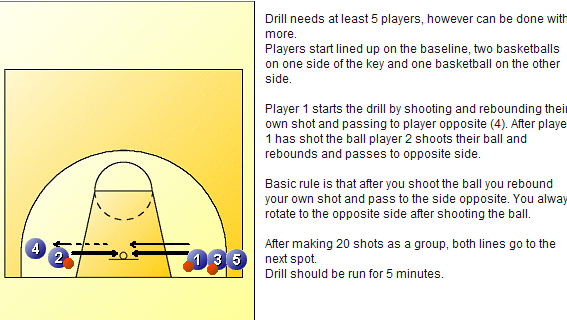 Drill needs at least 5 players, however can be done with
more.
Players start lined up on the baseline, two basketballs
on one side of the key and one basketball on the other
side.
Player 1 starts the drill by shooting and rebounding their
own shot and passing to player opposite (4). After playe
1 has shot the ball player 2 shoots their ball and
rebounds and passes to opposite side.
Basic rule is that after you shoot the ball you rebound
your own shot and pass to the side opposite. You alway
rotate to the opposite side after shooting the ball.
After making 20 shots as a group, both lines go to the
next spot.
Drill should be run for 5 minutes.
4 2 1 3 5